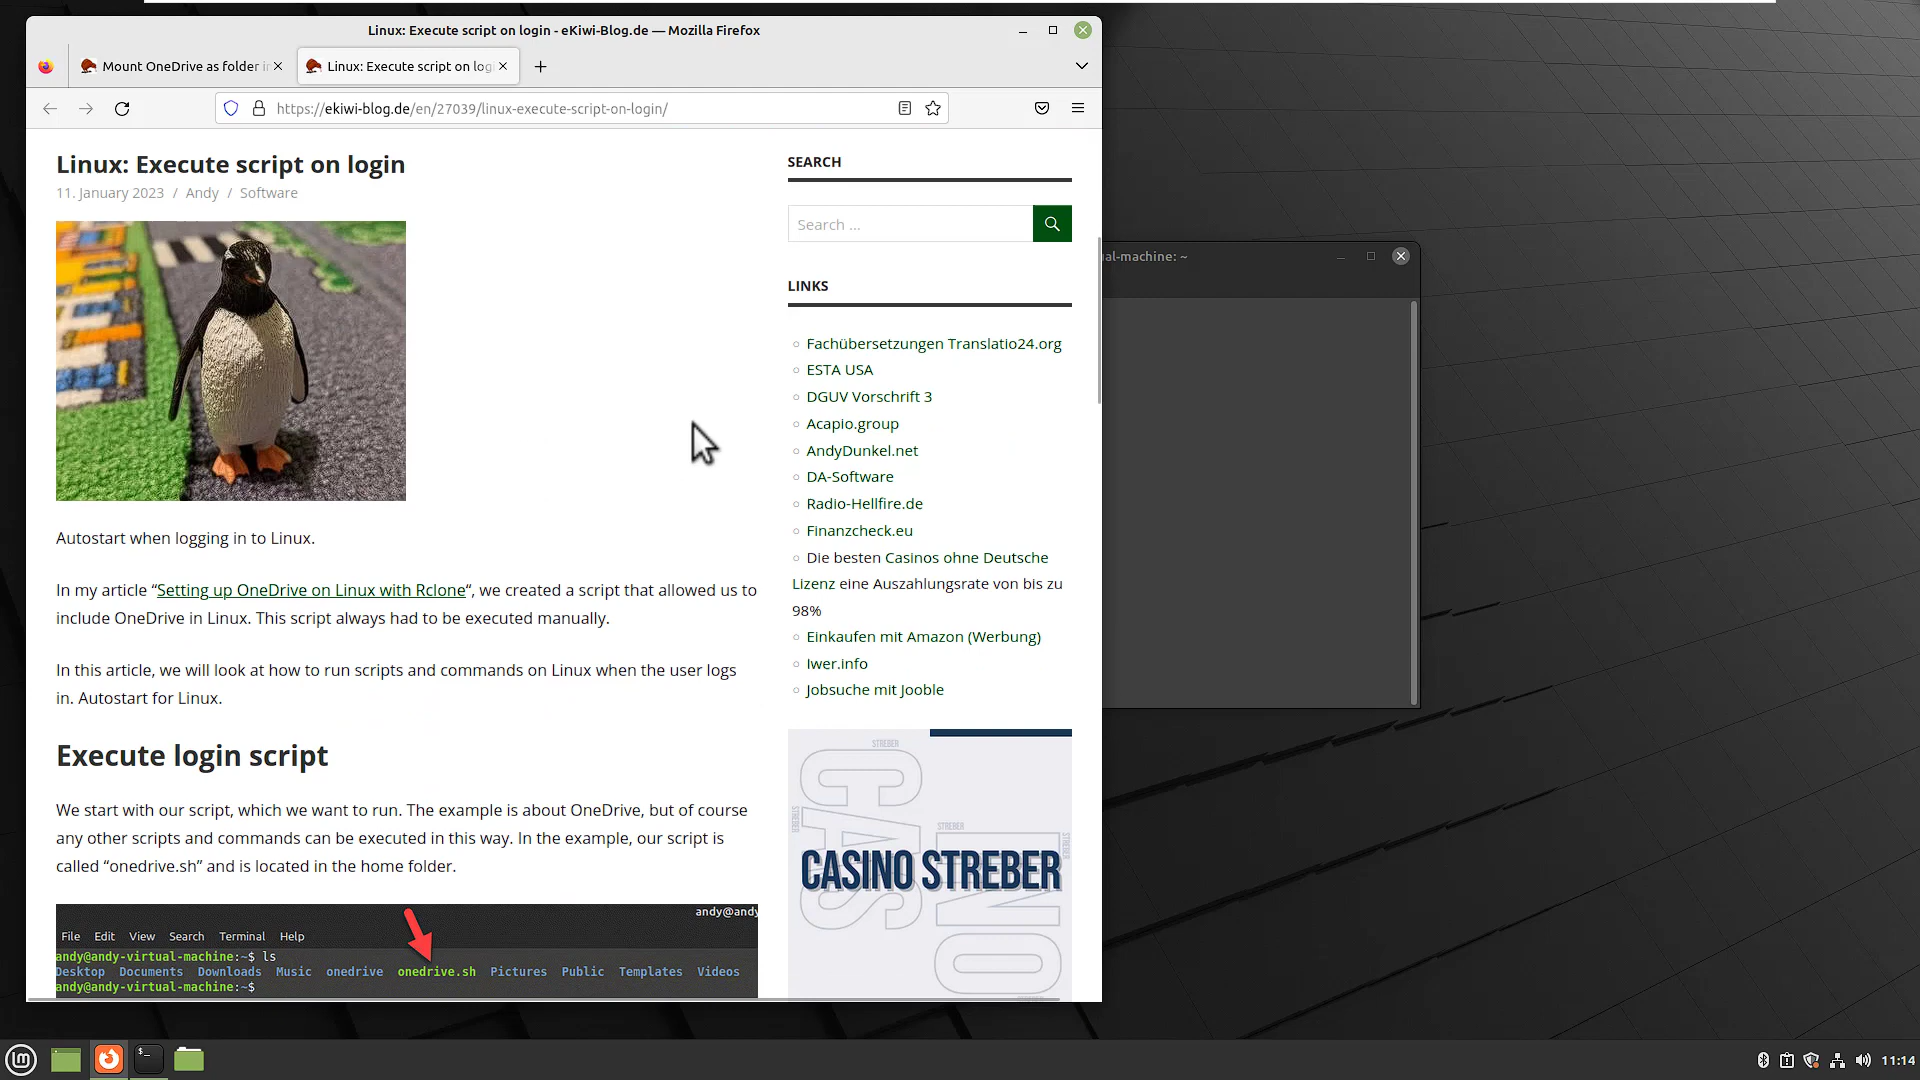 Linux: Execute script on login - eKiwi-Blog.de — Mozilla Firefox
Mount OneDrive as folder i
Linux: Execute script on log
https://ekiwi-blog.de/en/27039/linux-execute-script-on-login/
Linux: Execute script on login
11. January 2023 / Andy / Software
Autostart when logging in to Linux.
In my article “Setting up OneDrive on Linux with Rclone“, we created a script that allowed us to
include OneDrive in Linux. This script always had to be executed manually.
In this article, we will look at how to run scripts and commands on Linux when the user logs
in. Autostart for Linux.
Execute login script
We start with our script, which we want to run. The example is about OneDrive, but of course
any other scripts and commands can be executed in this way. In the example, our script is
called “onedrive.sh” and is located in the home folder.
andy@andy
File Edit View Search Terminal Help
andy@andy-virtual-machine:~$ ls
Desktop Documents Downloads Music onedrive onedrive.sh Pictures Public Templates Videos
andy@andy-virtual-machine:~$
SEARCH
Search ...
LINKS
Fachübersetzungen Translatio24.org
ESTA USA
DGUV Vorschrift 3
Acapio.group
AndyDunkel.net
DA-Software
Radio-Hellfire.de
Finanzcheck.eu
Die besten Casinos ohne Deutsche
Lizenz eine Auszahlungsrate von bis zu
98%
Einkaufen mit Amazon (Werbung)
Iwer.info
Jobsuche mit Jooble
STREBER
CAS
STREBER
STREBER
INO
STREBER
CASINO STREBER
ual-machine: ~
11:14